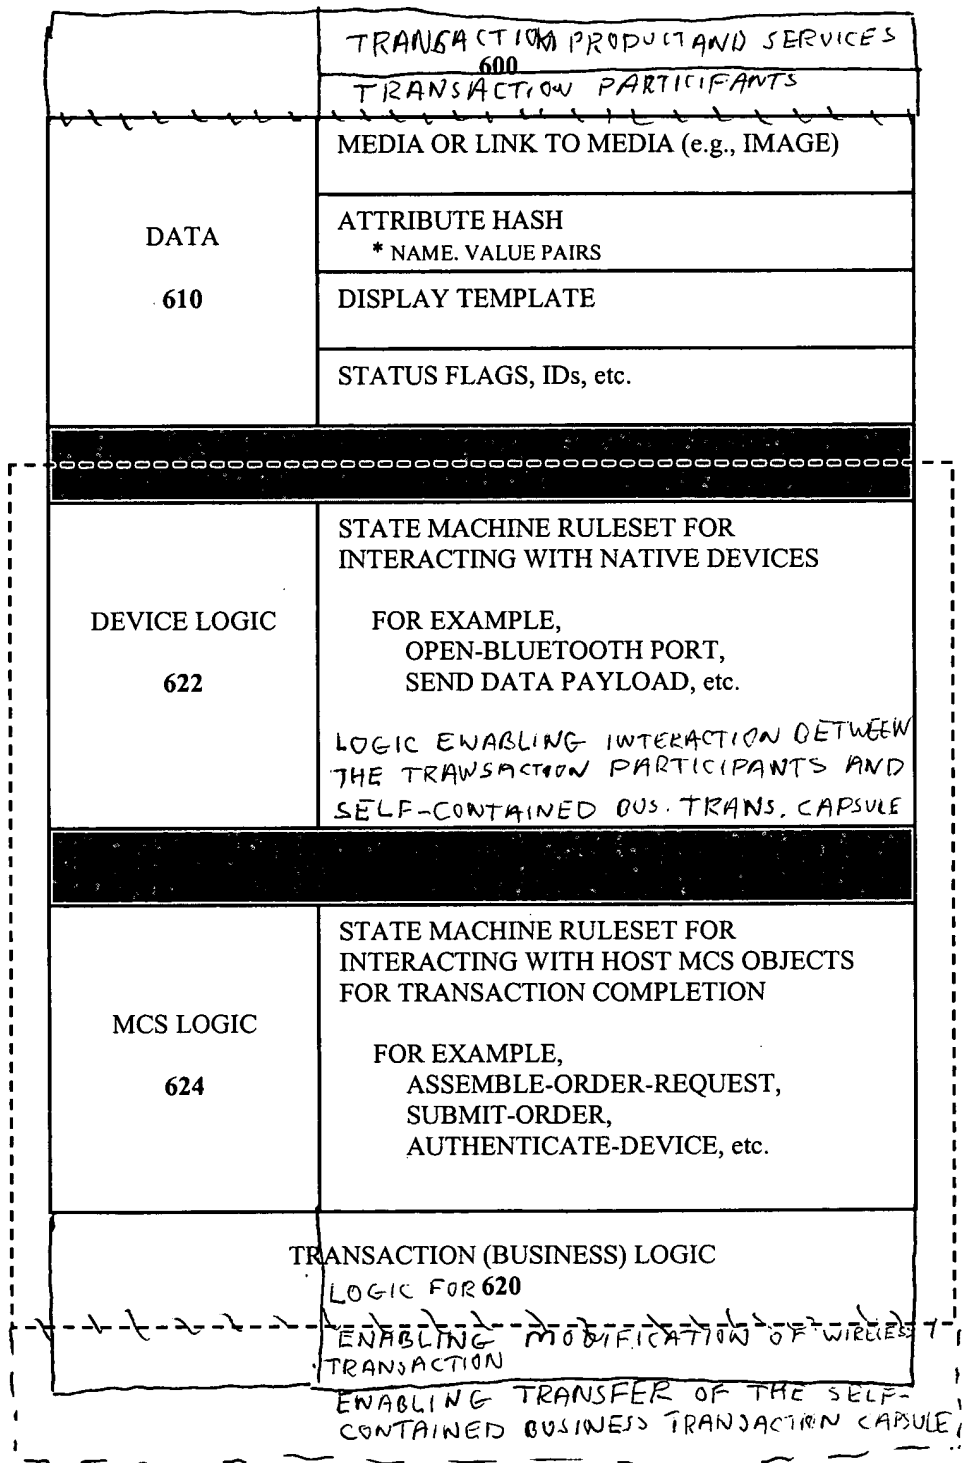 TRANSACTION PRODUCT AND SERVICES
600
TRANSACTION PARTICIPANTS
MEDIA OR LINK TO MEDIA (e.g., IMAGE)
DATA
610
ATTRIBUTE HASH
* NAME. VALUE PAIRS
DISPLAY TEMPLATE
STATUS FLAGS, IDs, etc.
DEVICE LOGIC
622
STATE MACHINE RULESET FOR
INTERACTING WITH NATIVE DEVICES
FOR EXAMPLE,
OPEN-BLUETOOTH PORT,
SEND DATA PAYLOAD, etc.
LOGIC ENABLING INTERACTION BETWEEN
THE TRANSACTION PARTICIPANTS AND
SELF-CONTAINED BUS. TRANS. CAPSULE
MCS LOGIC
624
STATE MACHINE RULESET FOR
INTERACTING WITH HOST MCS OBJECTS
FOR TRANSACTION COMPLETION
FOR EXAMPLE,
ASSEMBLE-ORDER-REQUEST,
SUBMIT-ORDER,
AUTHENTICATE-DEVICE, etc.
TRANSACTION (BUSINESS) LOGIC
LOGIC FOR 620
ENABLING MODIFICATION OF WIRELESS
TRANSACTION
ENABLING TRANSFER OF THE SELF-
CONTAINED BUSINESS TRANSACTION CAPSULE